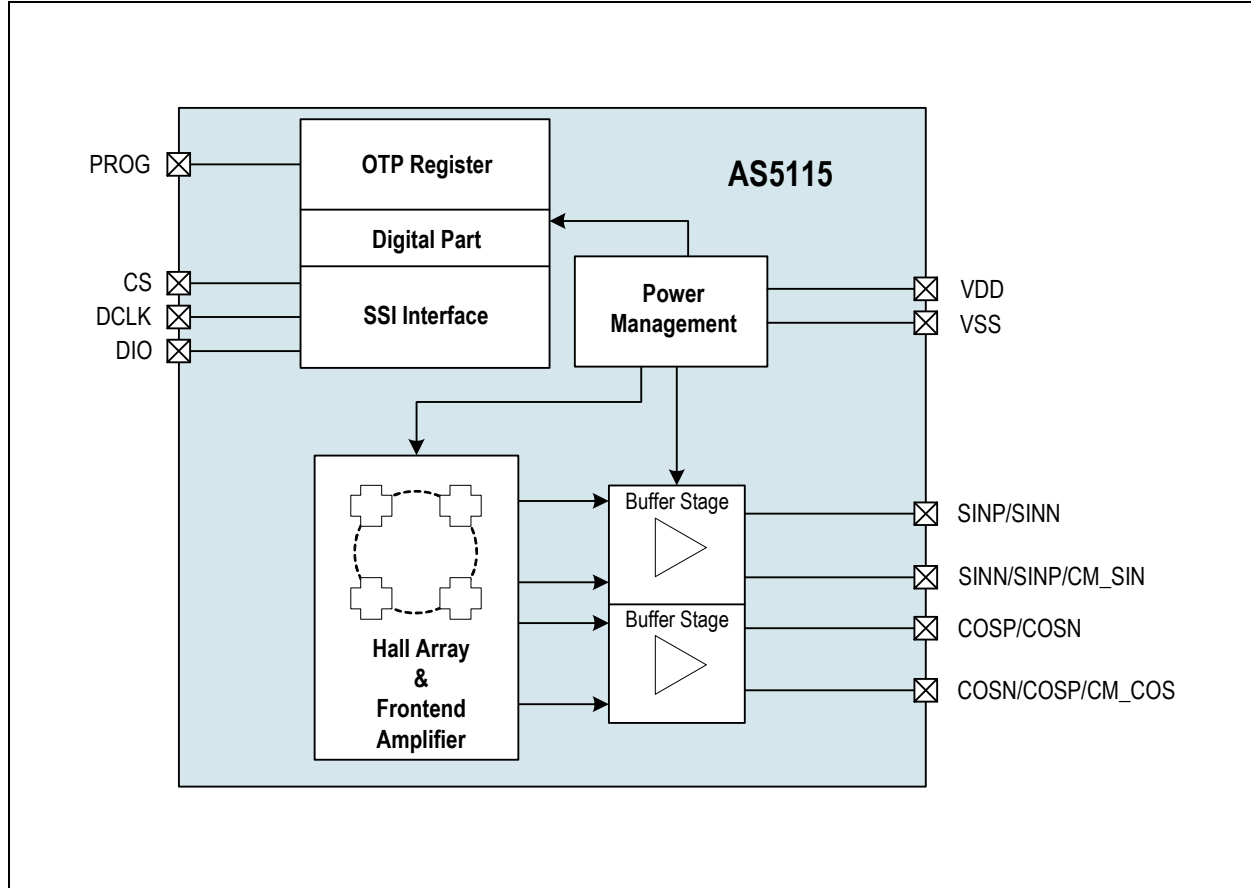 AS5115
PROG
OTP Register
Digital Part
CS
DCLK
DIO
SSI Interface
Power
Management
VDD
VSS
Hall Array
&
Frontend
Amplifier
Buffer Stage
Buffer Stage
SINP/SINN
SINN/SINP/CM_SIN
COSP/COSN
COSN/COSP/CM_COS